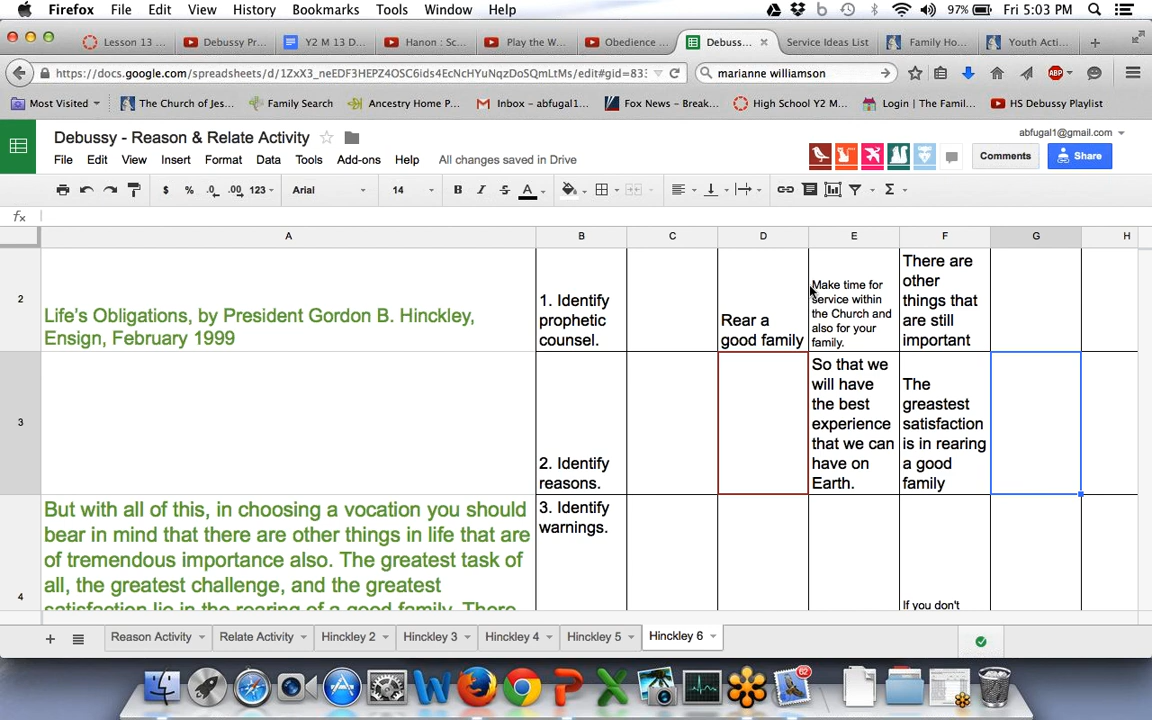 Firefox File Edit View History Bookmarks Tools Window Help 97% Fri 5:03 PM
Lesson 13 ... Debussy Pr... Y2 M 13 D... Hanon : Sc... Play the W... Obedience ... Debuss... Service Ideas List Family Ho... Youth Acti...
https://docs.google.com/spreadsheets/d/1ZxX3_neEDF3HEPZ4OSC6ids4EcNcHYuNqzDoSQmLtMs/edit#gid=83: marianne williamson ABP
Most Visited The Church of Jes... Family Search Ancestry Home P... Inbox - abfugal1... Fox News - Break... High School Y2 M... Login | The Famil... HS Debussy Playlist
Debussy - Reason & Relate Activity
abfugal1@gmail.com
File Edit View Insert Format Data Tools Add-ons Help All changes saved in Drive
Comments Share
$ % .0 .00 123 Arial 14 B I S A Σ
fx
A B C D E F G H
2
Life's Obligations, by President Gordon B. Hinckley,
Ensign, February 1999
1. Identify
prophetic
counsel.
Rear a
good family
Make time for
service within
the Church and
also for your
family.
There are
other
things that
are still
important
3
2. Identify
reasons.
So that we
will have
the best
experience
that we can
have on
Earth.
The
greastest
satisfaction
is in rearing
a good
family
4
But with all of this, in choosing a vocation you should
bear in mind that there are other things in life that are
of tremendous importance also. The greatest task of
all, the greatest challenge, and the greatest
satisfaction lie in the rearing of a good family. There
3. Identify
warnings.
If you don't
Reason Activity Relate Activity Hinckley 2 Hinckley 3 Hinckley 4 Hinckley 5 Hinckley 6
82